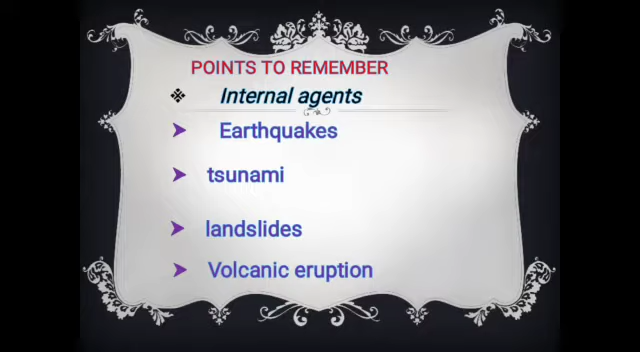 POINTS TO REMEMBER
Internal agents
Earthquakes
tsunami
landslides
Volcanic eruption